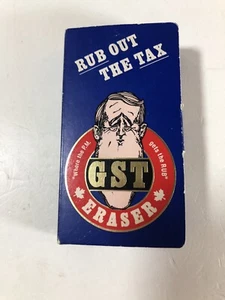 RUB OUT
THE TAX
"Where the P.M. gets the RUB"
GST
ERASER